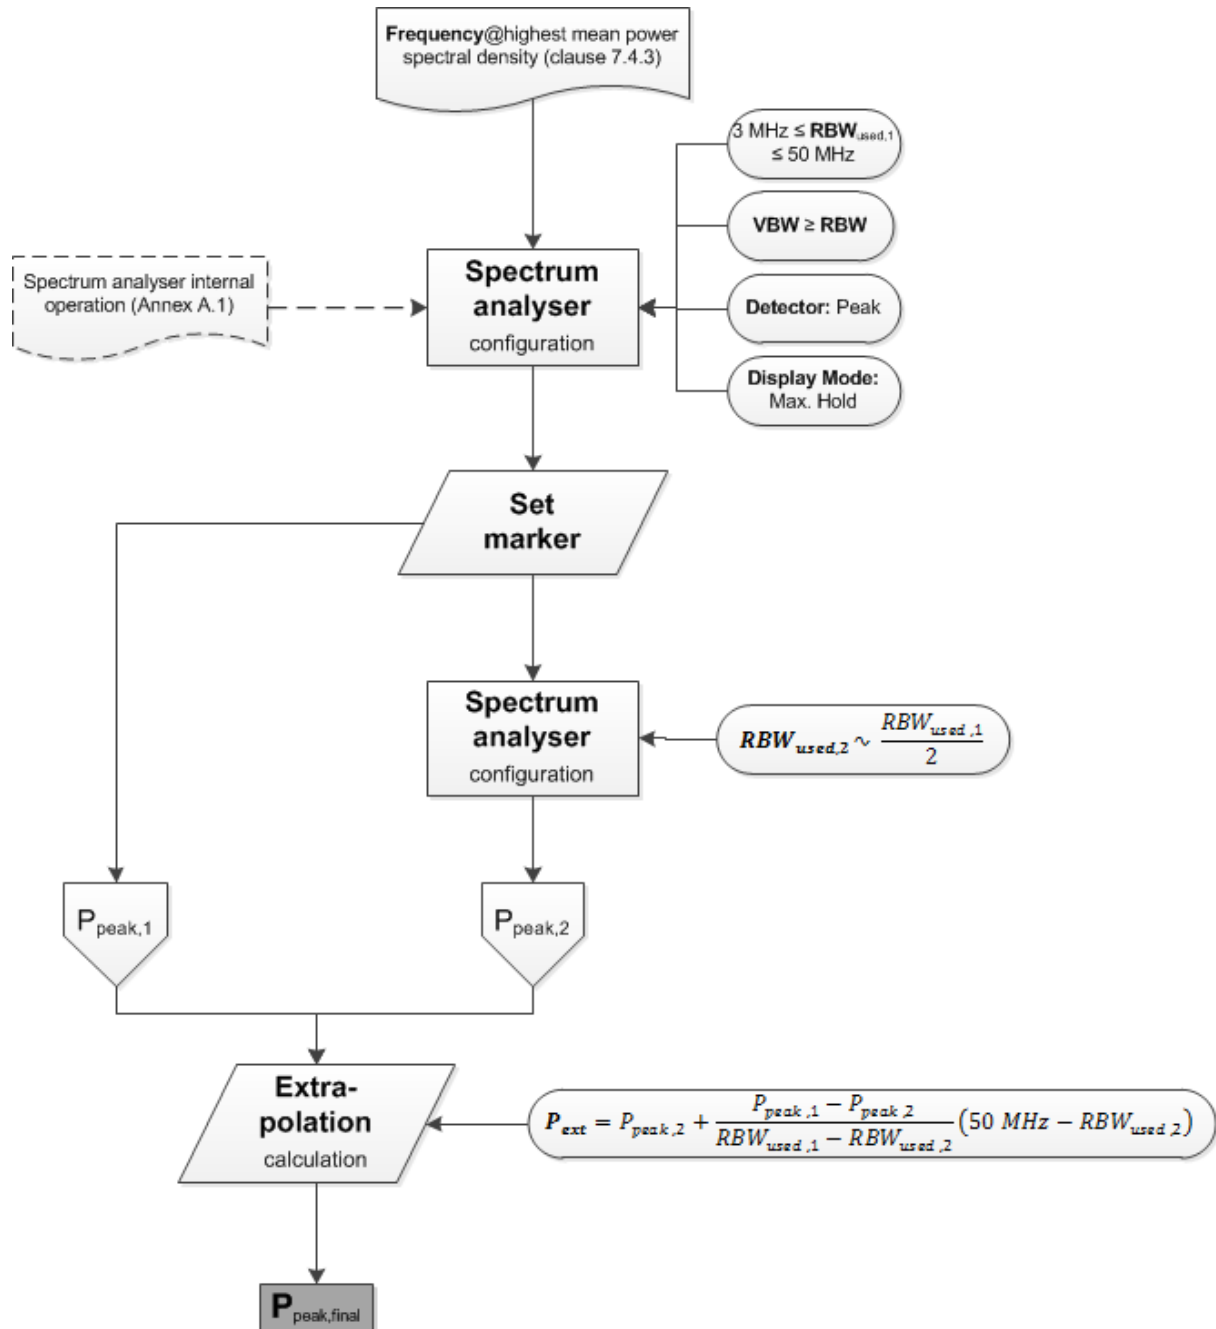 Frequency@highest mean power
spectral density (clause 7.4.3)
3 MHz ≤ RBWused,1
≤ 50 MHz
VBW ≥ RBW
Spectrum analyser internal
operation (Annex A.1)
Spectrum
analyser
configuration
Detector: Peak
Display Mode:
Max. Hold
Set
marker
Spectrum
analyser
configuration
RBWused,2 ~ RBWused,1 / 2
Ppeak,1
Ppeak,2
Extra-
polation
calculation
Pext = Ppeak,2 + (Ppeak,1 − Ppeak,2) / (RBWused,1 − RBWused,2) (50 MHz − RBWused,2)
Ppeak,final